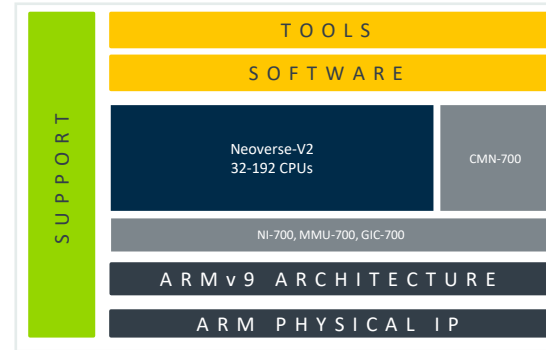 SUPPORT
TOOLS
SOFTWARE
Neoverse-V2
32-192 CPUs
CMN-700
NI-700, MMU-700, GIC-700
ARMv9 ARCHITECTURE
ARM PHYSICAL IP